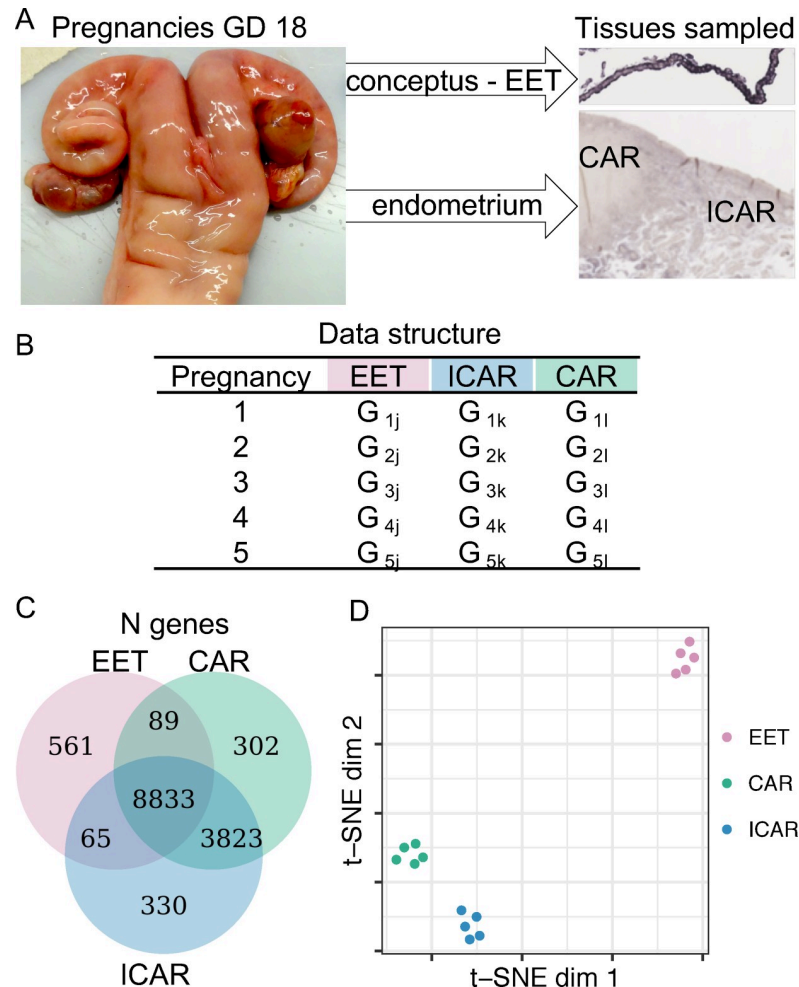 A
Pregnancies GD 18
Tissues sampled
conceptus - EET
endometrium
CAR
ICAR
B
Data structure
Pregnancy EET ICAR CAR
1 G 1j G 1k G 1l
2 G 2j G 2k G 2l
3 G 3j G 3k G 3l
4 G 4j G 4k G 4l
5 G 5j G 5k G 5l
C
N genes
EET CAR
561
89
302
8833
65
3823
330
ICAR
D
t–SNE dim 2
t–SNE dim 1
EET
CAR
ICAR